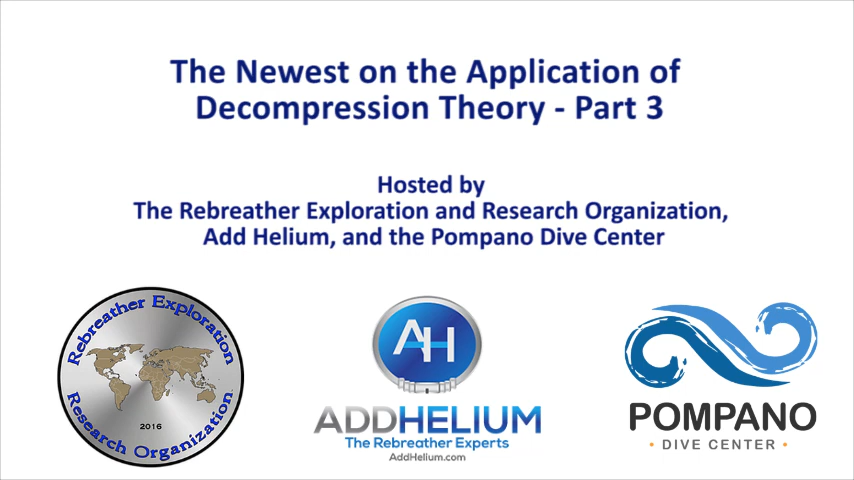 The Newest on the Application of
Decompression Theory - Part 3
Hosted by
The Rebreather Exploration and Research Organization,
Add Helium, and the Pompano Dive Center
Rebreather Exploration
2016
Research Organization
AH
ADDHELIUM
The Rebreather Experts
AddHelium.com
POMPANO
• DIVE CENTER •